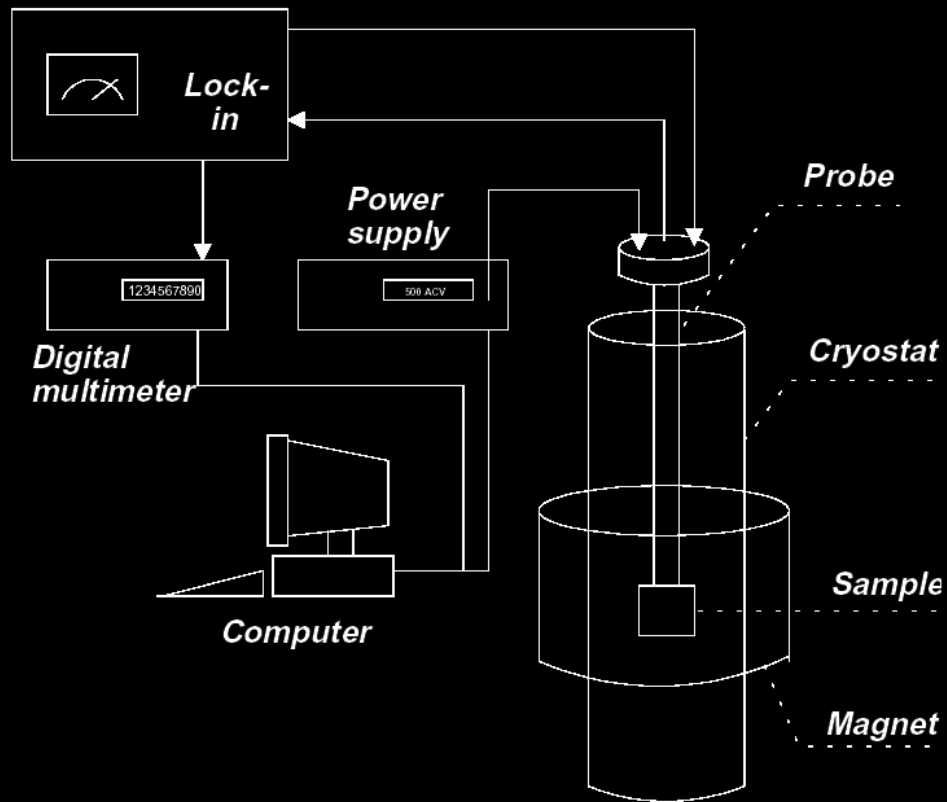 Lock-
in
Probe
Power
supply
1234567890
500 ACV
Digital
multimeter
Cryostat
Sample
Computer
Magnet